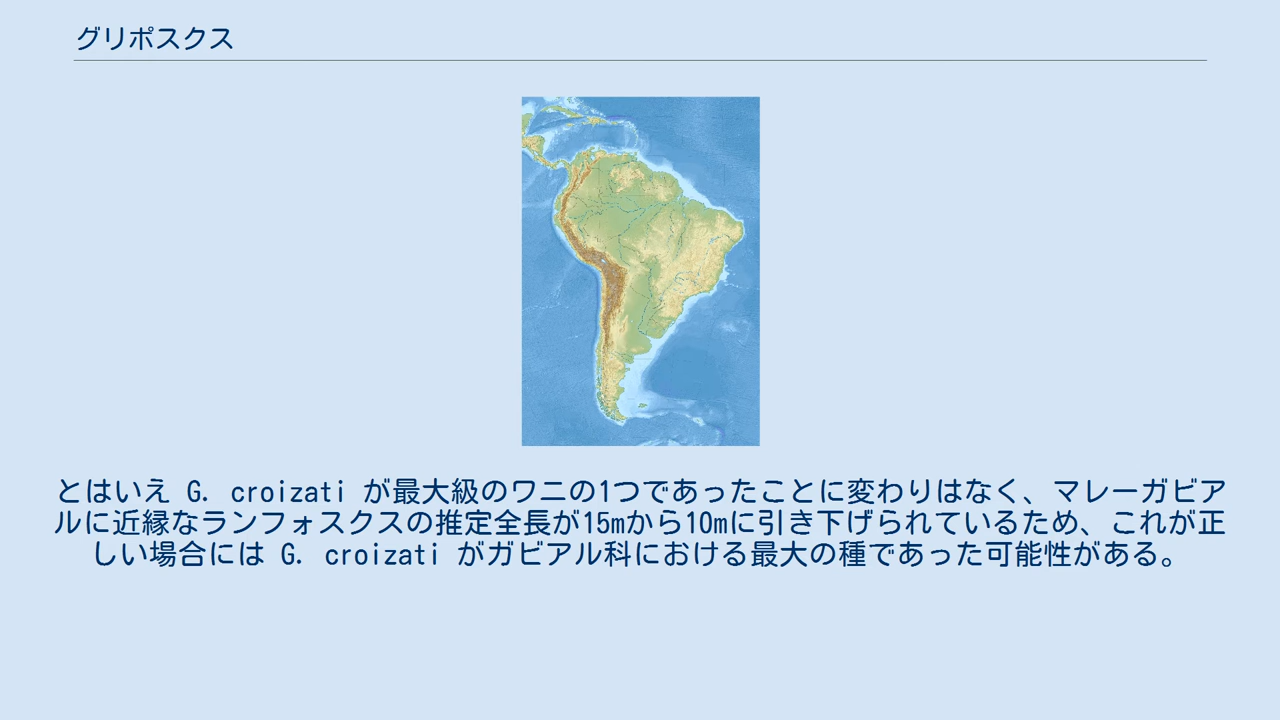 グリポスクス
とはいえ G. croizati が最大級のワニの1つであったことに変わりはなく、マレーガビア
ルに近縁なランフォスクスの推定全長が15mから10mに引き下げられているため、これが正
しい場合には G. croizati がガビアル科における最大の種であった可能性がある。